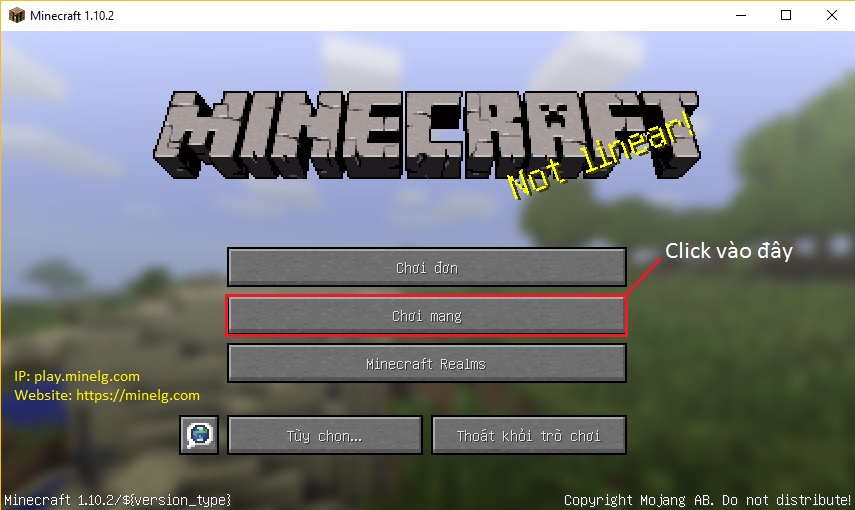 Minecraft 1.10.2
MINECRAFT
Not linear!
Chơi đơn
Click vào đây
Chơi mạng
Minecraft Realms
IP: play.minelg.com
Website: https://minelg.com
Tùy chọn...
Thoát khỏi trò chơi
Minecraft 1.10.2/${version_type}
Copyright Mojang AB. Do not distribute!